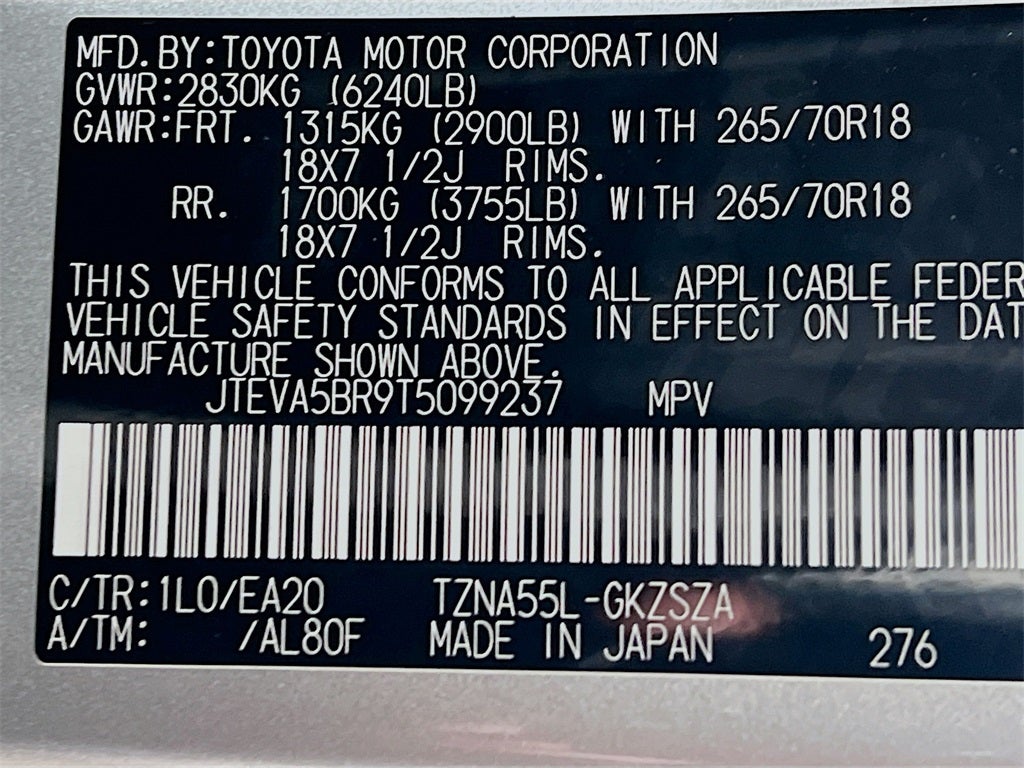 MFD.BY:TOYOTA MOTOR CORPORATION
GVWR:2830KG (6240LB)
GAWR:FRT. 1315KG (2900LB) WITH 265/70R18
18X7 1/2J RIMS.
RR. 1700KG (3755LB) WITH 265/70R18
18X7 1/2J RIMS.
THIS VEHICLE CONFORMS TO ALL APPLICABLE FEDER
VEHICLE SAFETY STANDARDS IN EFFECT ON THE DAT
MANUFACTURE SHOWN ABOVE.
JTEVA5BR9T5099237 MPV
C/TR:1L0/EA20 TZNA55L-GKZSZA
A/TM: /AL80F MADE IN JAPAN 276